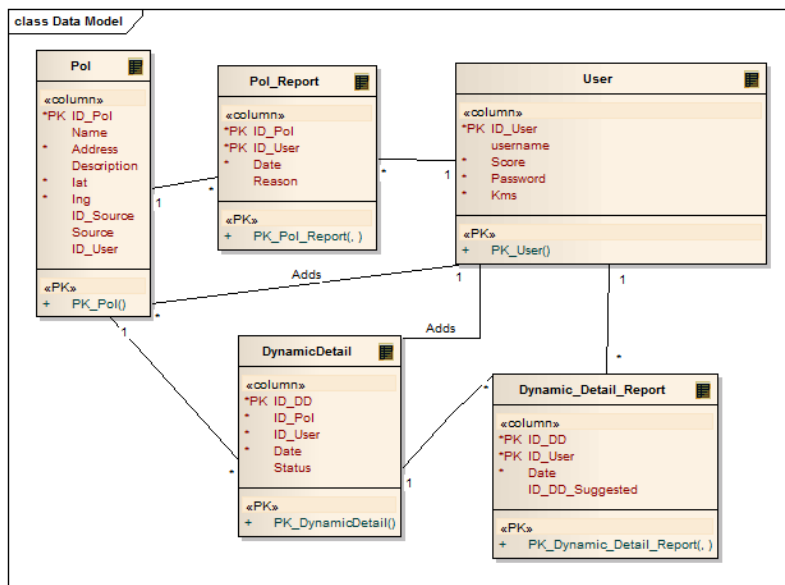 class Data Model
PoI
«column»
*PK ID_PoI
Name
* Address
Description
* lat
* lng
ID_Source
Source
ID_User
«PK»
+ PK_PoI()
PoI_Report
«column»
*PK ID_PoI
*PK ID_User
* Date
Reason
«PK»
+ PK_PoI_Report(, )
User
«column»
*PK ID_User
username
* Score
* Password
* Kms
«PK»
+ PK_User()
1
*
*
1
Adds
1
*
Adds
1
*
1
*
1
*
DynamicDetail
«column»
*PK ID_DD
* ID_PoI
* ID_User
* Date
Status
«PK»
+ PK_DynamicDetail()
Dynamic_Detail_Report
«column»
*PK ID_DD
*PK ID_User
* Date
ID_DD_Suggested
«PK»
+ PK_Dynamic_Detail_Report(, )